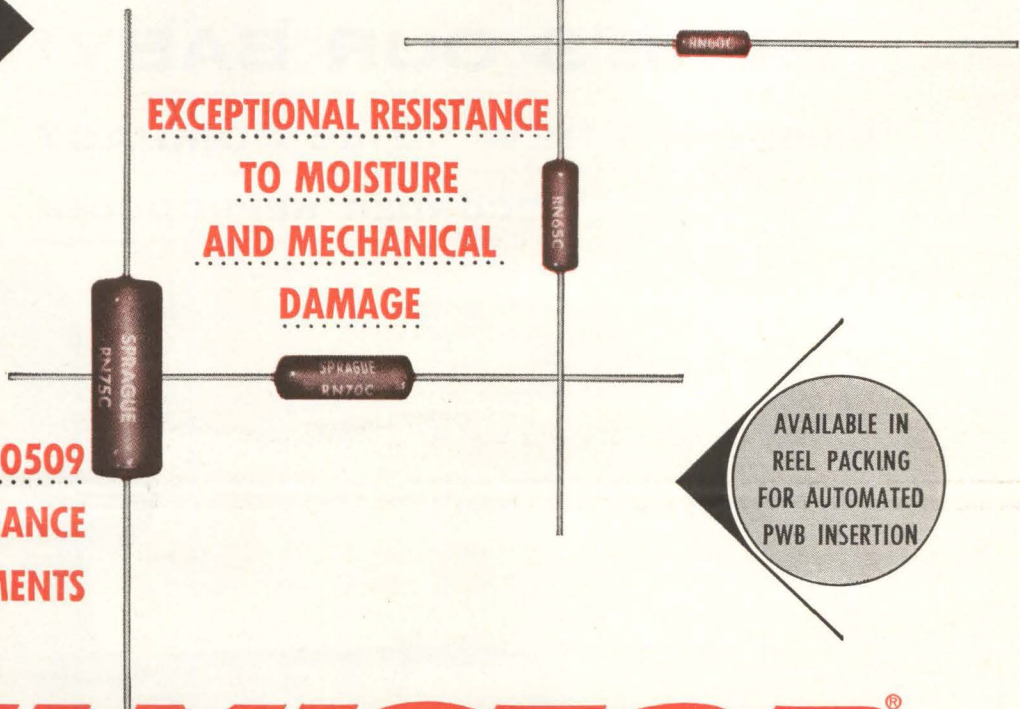 RN60C
EXCEPTIONAL RESISTANCE
TO MOISTURE
AND MECHANICAL
DAMAGE
RN65C
SPRAGUE
RN75C
SPRAGUE
RN70C
AVAILABLE IN
REEL PACKING
FOR AUTOMATED
PWB INSERTION
0509
ANCE
MENTS
®